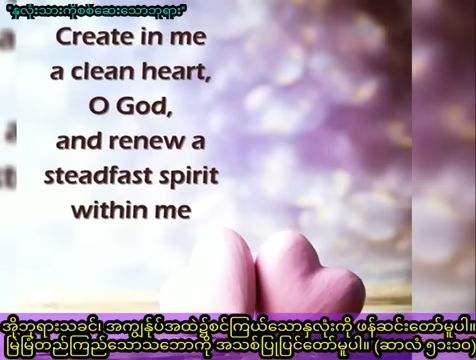 "နှလုံးသားကိုစစ်ဆေးသောဘုရား"
Create in me
a clean heart,
O God,
and renew a
steadfast spirit
within me
အိုဘုရားသခင်၊ အကျွန်ုပ်အထဲ၌စင်ကြယ်သောနှလုံးကို ဖန်ဆင်းတော်မူပါ။
မြဲမြံတည်ကြည်သောသဘောကို အသစ်ပြုပြင်တော်မူပါ။ (ဆာလံ ၅၁:၁၀